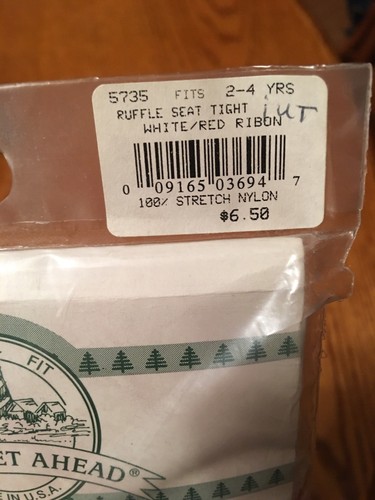 5735 FITS 2-4 YRS
RUFFLE SEAT TIGHT
WHITE/RED RIBON
0 09165 03694 7
100% STRETCH NYLON
$6.50
FIT
ET AHEAD®
IN U.S.A.